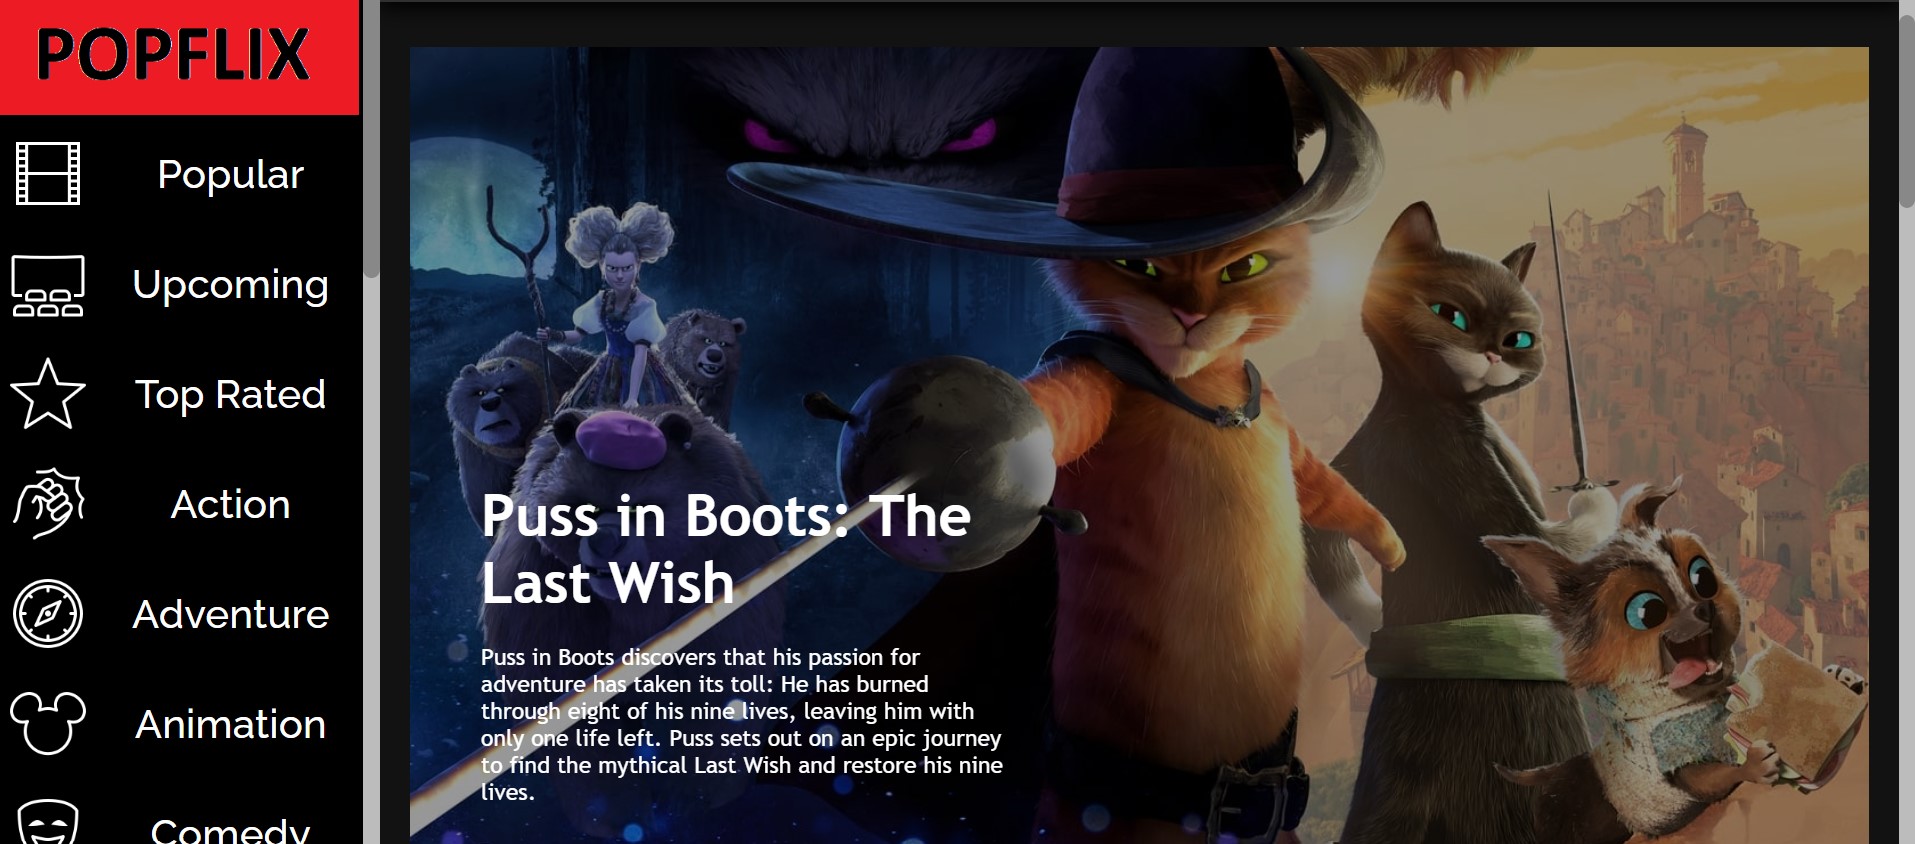 POPFLIX
Popular
Upcoming
Top Rated
Action
Adventure
Animation
Comedy
Puss in Boots: The
Last Wish
Puss in Boots discovers that his passion for
adventure has taken its toll: He has burned
through eight of his nine lives, leaving him with
only one life left. Puss sets out on an epic journey
to find the mythical Last Wish and restore his nine
lives.